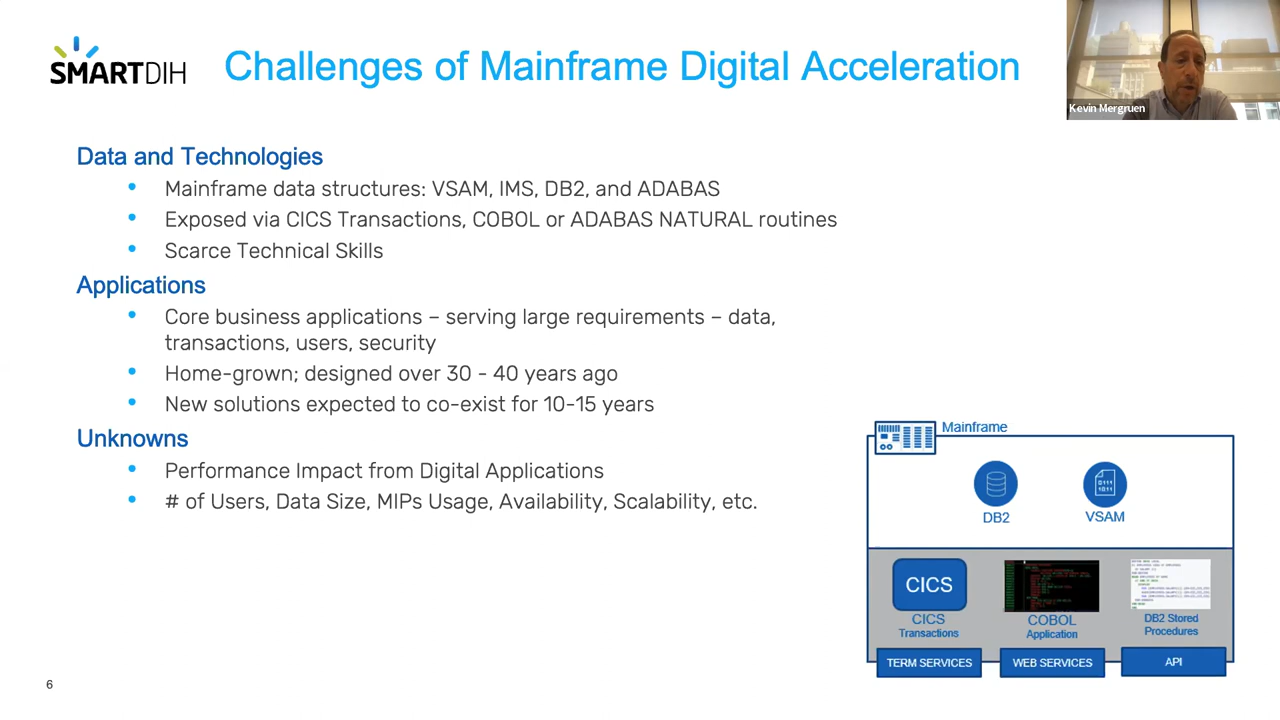 SMARTDIH
Challenges of Mainframe Digital Acceleration
Kevin Mergruen
Data and Technologies
• Mainframe data structures: VSAM, IMS, DB2, and ADABAS
• Exposed via CICS Transactions, COBOL or ADABAS NATURAL routines
• Scarce Technical Skills
Applications
• Core business applications – serving large requirements – data,
transactions, users, security
• Home-grown; designed over 30 - 40 years ago
• New solutions expected to co-exist for 10-15 years
Unknowns
• Performance Impact from Digital Applications
• # of Users, Data Size, MIPs Usage, Availability, Scalability, etc.
Mainframe
0111
1011
DB2
VSAM
CICS
CICS
Transactions
COBOL
Application
DB2 Stored
Procedures
TERM SERVICES
WEB SERVICES
API
6